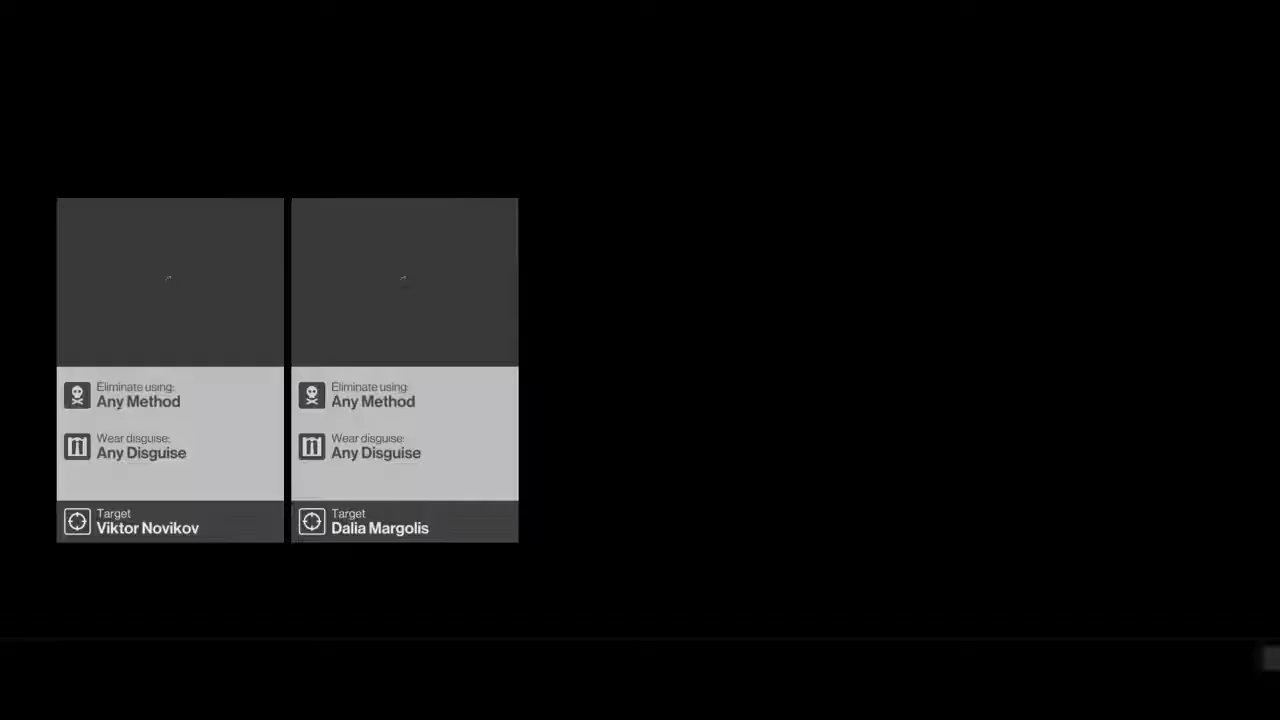 Eliminate using:
Any Method
Wear disguise:
Any Disguise
Target
Viktor Novikov
Eliminate using:
Any Method
Wear disguise:
Any Disguise
Target
Dalia Margolis